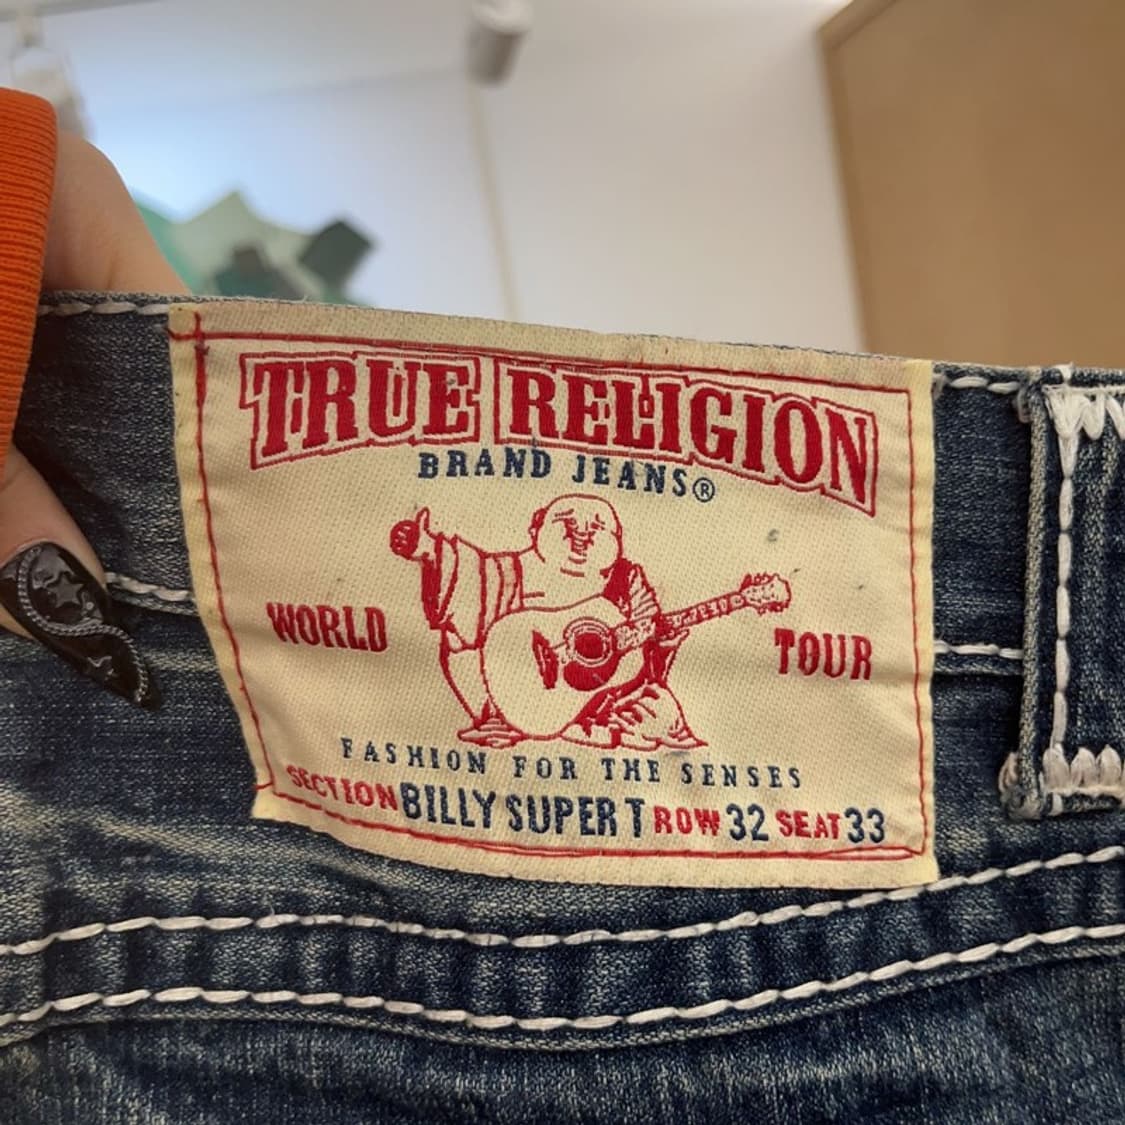 TRUE RELIGION
BRAND JEANS®
WORLD TOUR
FASHION FOR THE SENSES
SECTION BILLY SUPER T ROW 32 SEAT 33